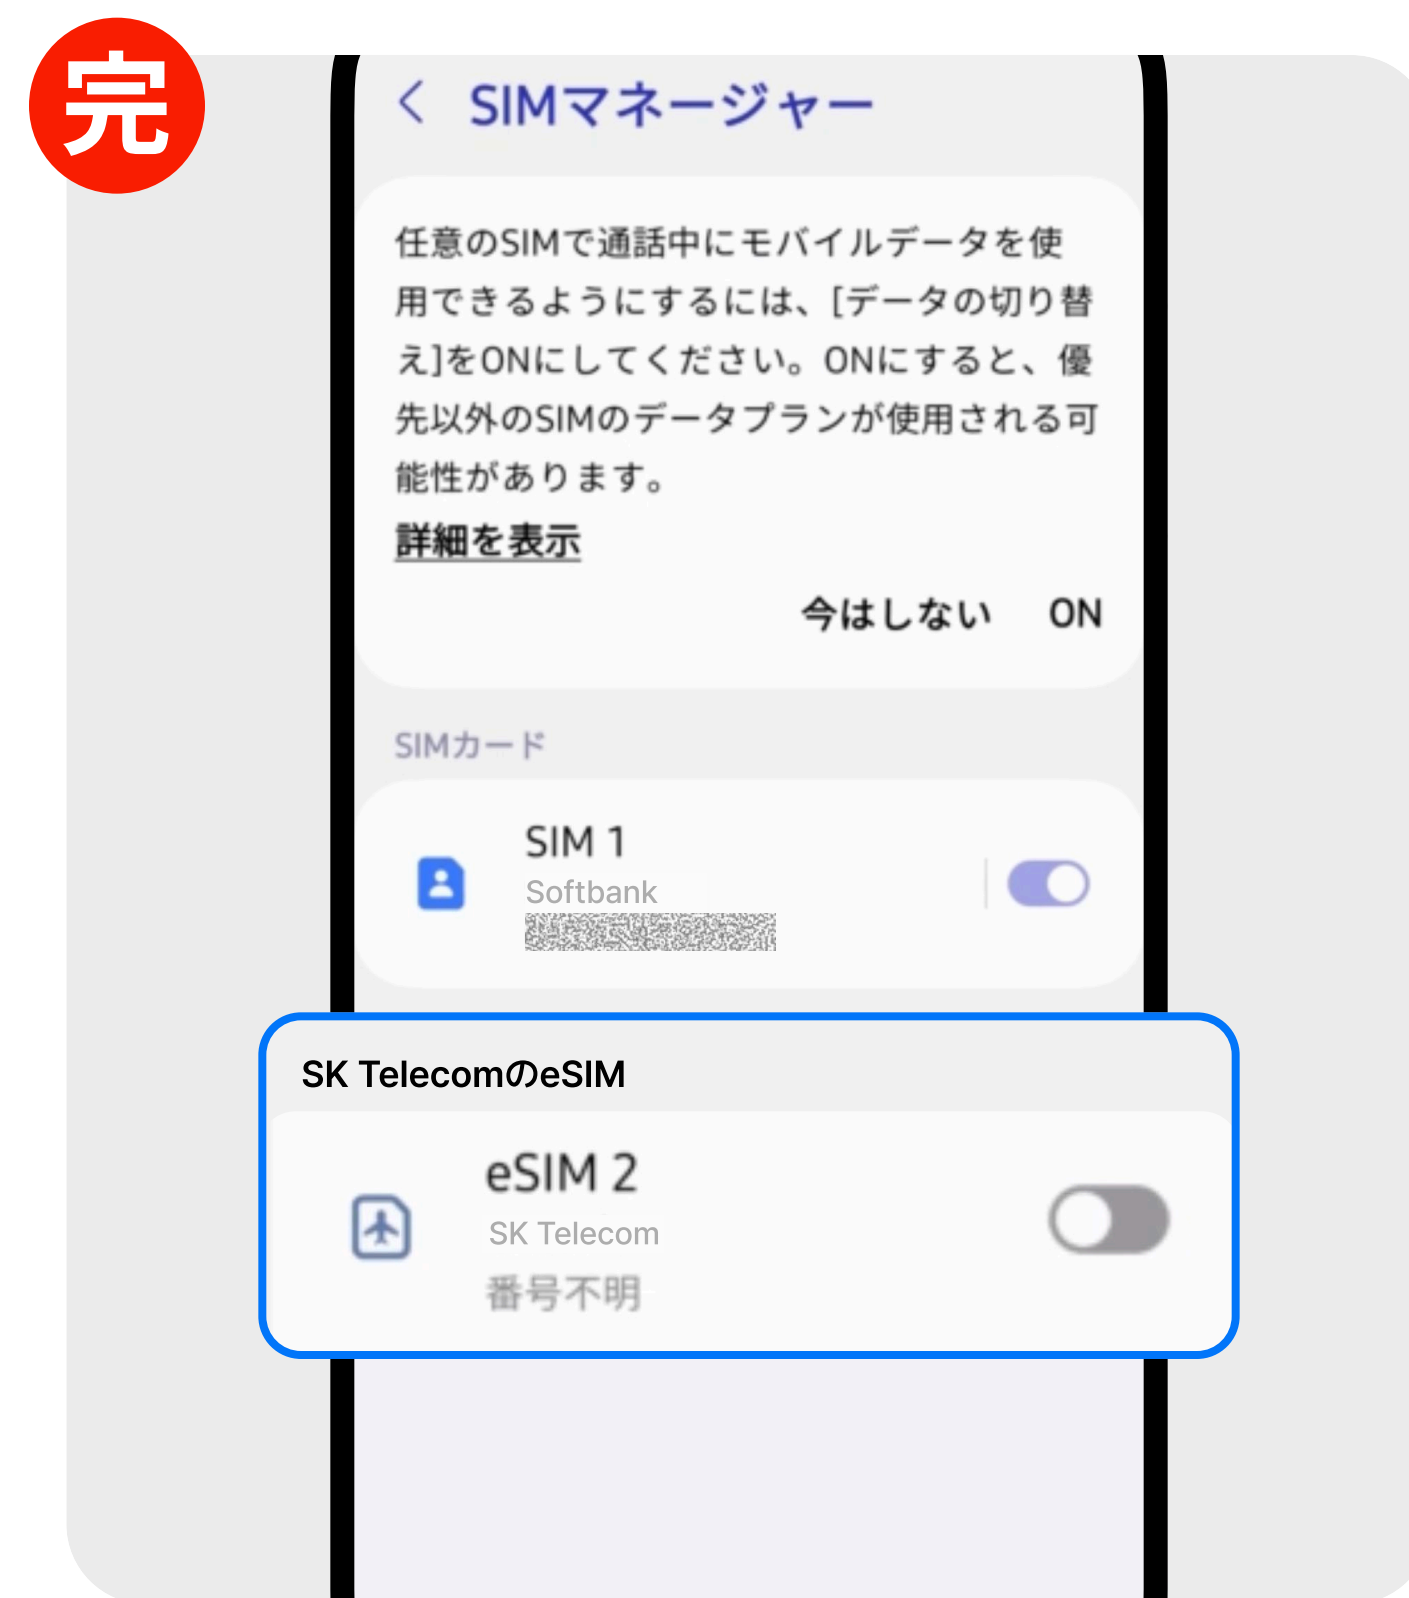 完
SIMマネージャー
任意のSIMで通話中にモバイルデータを使
用できるようにするには、[データの切り替
え]をONにしてください。ONにすると、優
先以外のSIMのデータプランが使用される可
能性があります。
詳細を表示
今はしない ON
SIMカード
SIM 1
Softbank
SK TelecomのeSIM
eSIM 2
SK Telecom
番号不明